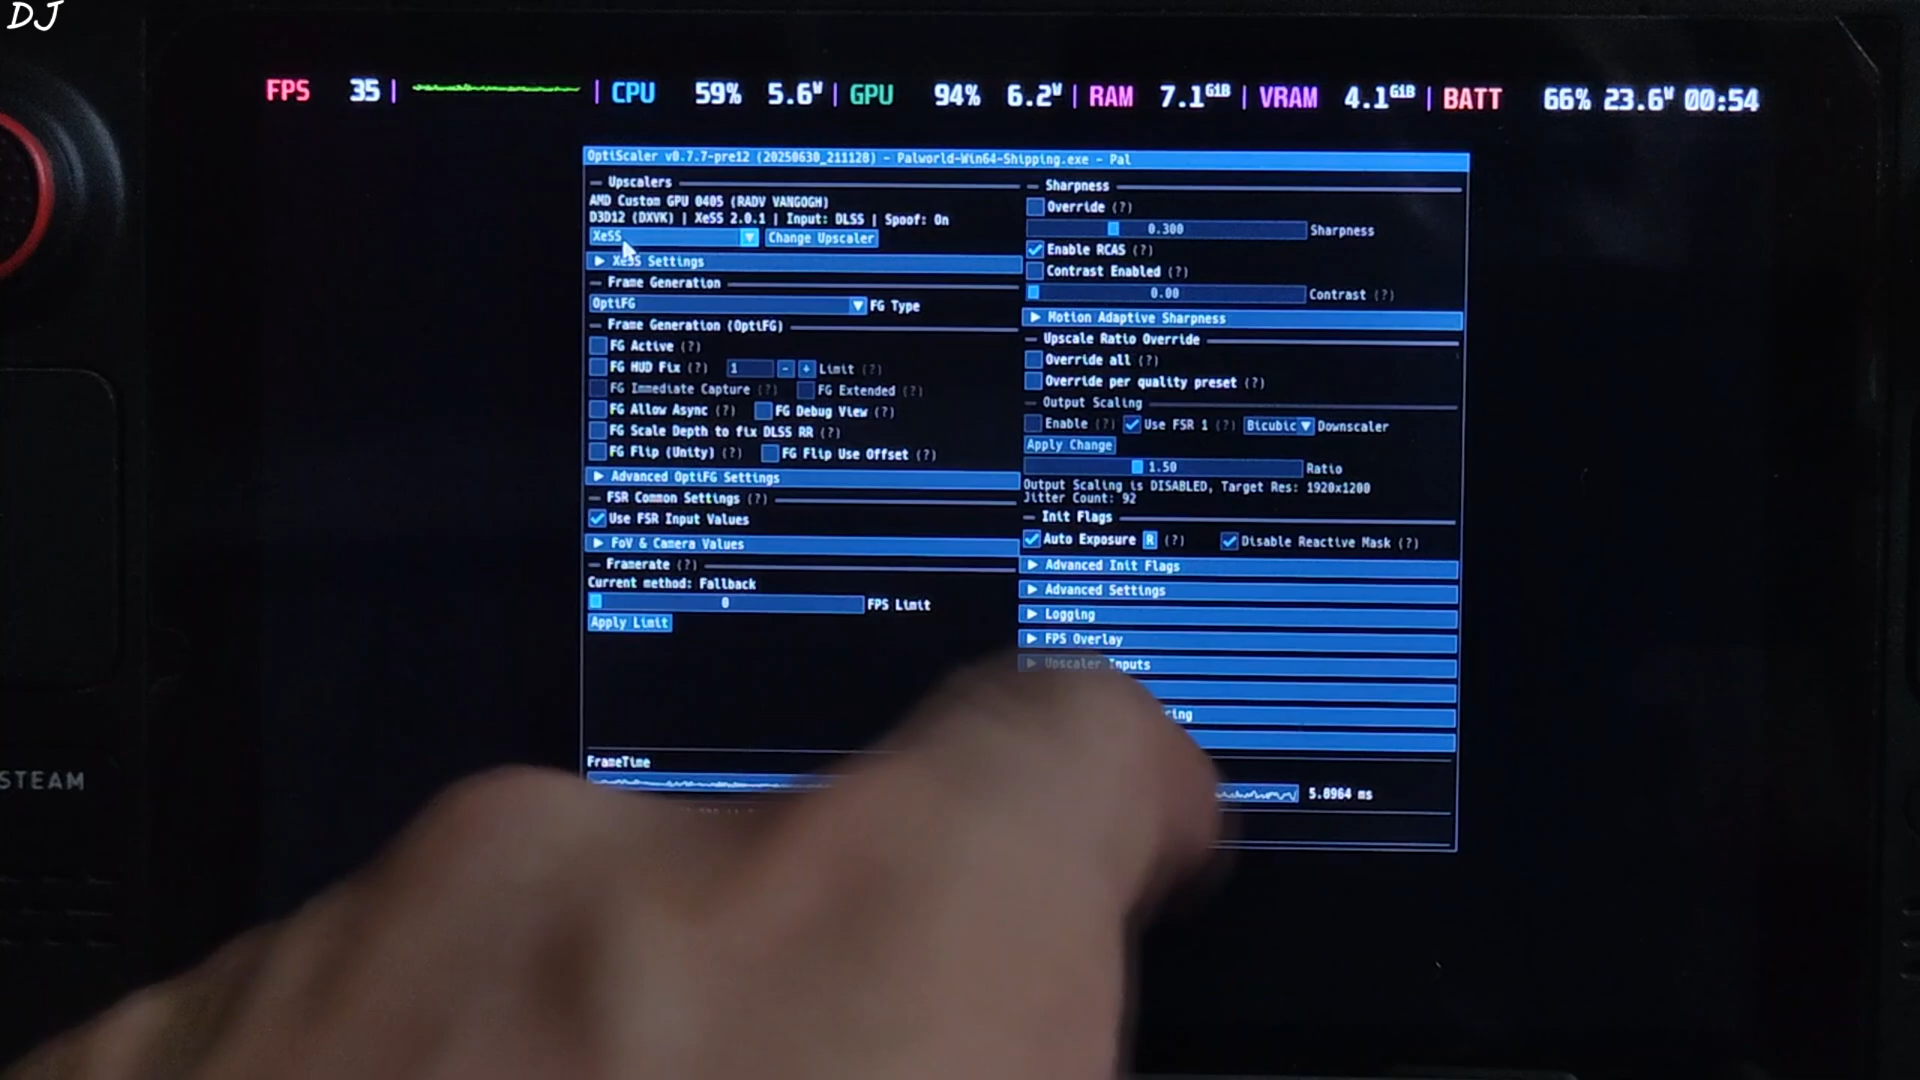 DJ
FPS 35 | | CPU 59% 5.6W | GPU 94% 6.2W | RAM 7.1GiB | VRAM 4.1GiB | BATT 66% 23.6W 00:54
OptiScaler v0.7.7-pre12 (20250630_211128) - Palworld-Win64-Shipping.exe - Pal
Upscalers
AMD Custom GPU 0405 (RADV VANGOGH)
D3D12 (DXVK) | XeSS 2.0.1 | Input: DLSS | Spoof: On
XeSS Change Upscaler
XeSS Settings
Frame Generation
OptiFG FG Type
Frame Generation (OptiFG)
FG Active (?)
FG HUD Fix (?) 1 - + Limit (?)
FG Immediate Capture (?) FG Extended (?)
FG Allow Async (?) FG Debug View (?)
FG Scale Depth to fix DLSS RR (?)
FG Flip (Unity) (?) FG Flip Use Offset (?)
Advanced OptiFG Settings
FSR Common Settings (?)
Use FSR Input Values
FoV & Camera Values
Framerate (?)
Current method: Fallback
0 FPS Limit
Apply Limit
Sharpness
Override (?)
0.300 Sharpness
Enable RCAS (?)
Contrast Enabled (?)
0.00 Contrast (?)
Motion Adaptive Sharpness
Upscale Ratio Override
Override all (?)
Override per quality preset (?)
Output Scaling
Enable (?) Use FSR 1 (?) Bicubic Downscaler
Apply Change
1.50 Ratio
Output Scaling is DISABLED, Target Res: 1920x1200
Jitter Count: 92
Init Flags
Auto Exposure R (?) Disable Reactive Mask (?)
Advanced Init Flags
Advanced Settings
Logging
FPS Overlay
Upscaler Inputs
FrameTime
5.8964 ms
STEAM